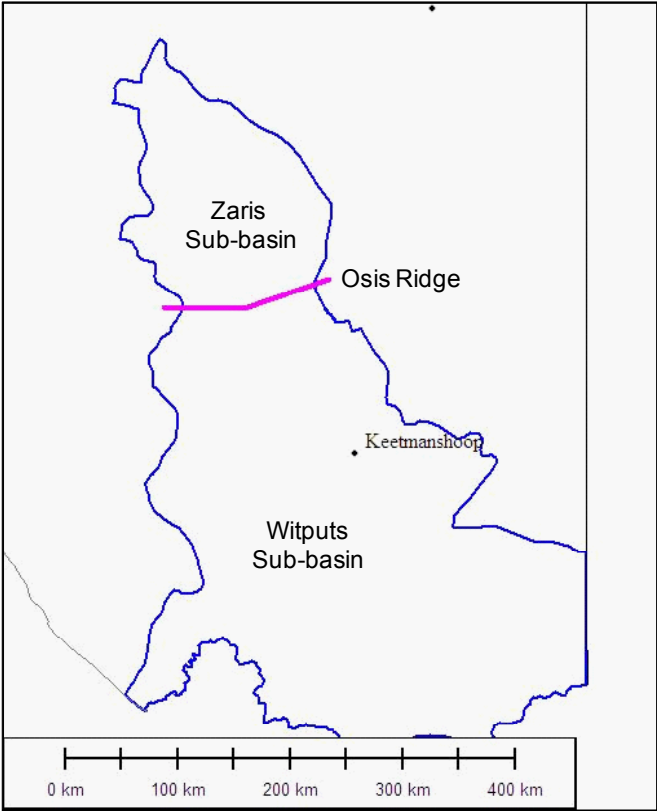 Zaris
Sub-basin
Osis Ridge
Keetmanshoop
Witputs
Sub-basin
0 km 100 km 200 km 300 km 400 km